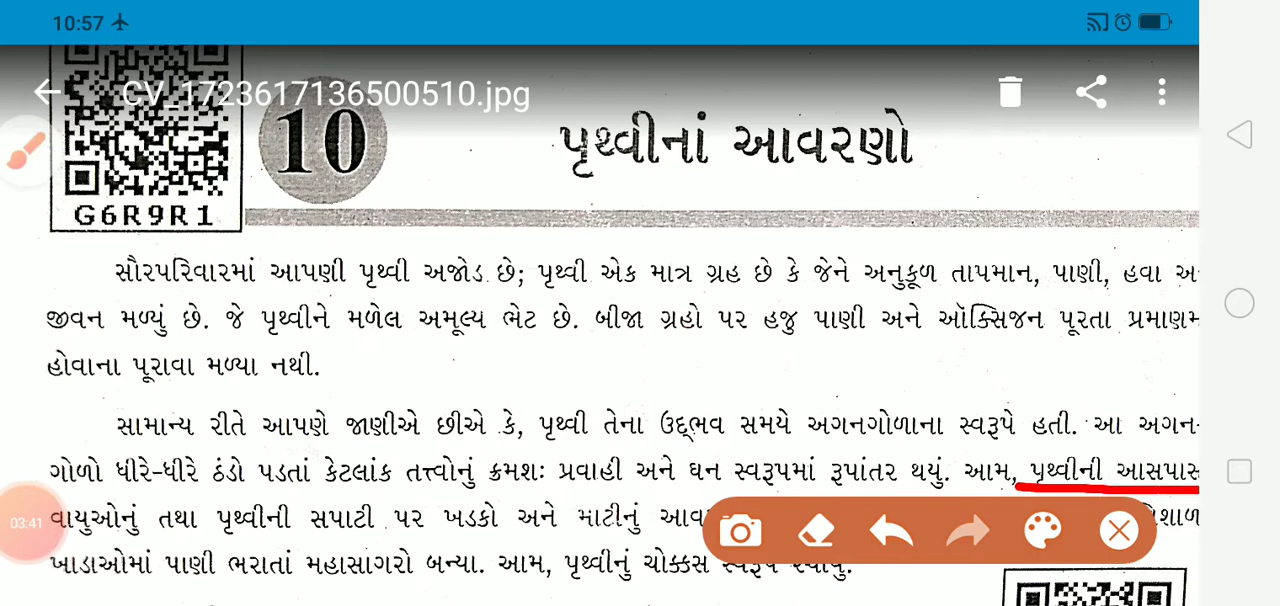 10:57
CV_1723617136500510.jpg
10
પૃથ્વીનાં આવરણો
G6R9R1
સૌરપરિવારમાં આપણી પૃથ્વી અજોડ છે; પૃથ્વી એક માત્ર ગ્રહ છે કે જેને અનુકૂળ તાપમાન, પાણી, હવા
જીવન મળ્યું છે. જે પૃથ્વીને મળેલ અમૂલ્ય ભેટ છે. બીજા ગ્રહો પર હજુ પાણી અને ઑક્સિજન પૂરતા
હોવાના પૂરાવા મળ્યા નથી.
સામાન્ય રીતે આપણે જાણીએ છીએ કે, પૃથ્વી તેના ઉદ્ભવ સમયે અગનગોળાના સ્વરૂપે હતી. આ અગન-
ગોળો ધીરે-ધીરે ઠંડો પડતાં કેટલાંક તત્ત્વોનું ક્રમશઃ પ્રવાહી અને ઘન સ્વરૂપમાં રૂપાંતર થયું. આમ, પૃથ્વીની આસપાસ
03:41
વાયુઓનું તથા પૃથ્વીની સપાટી પર ખડકો અને માટીનું
ખાડાઓમાં પાણી ભરાતાં મહાસાગરો બન્યા. આમ, પૃથ્વીનું ચોક્કસ